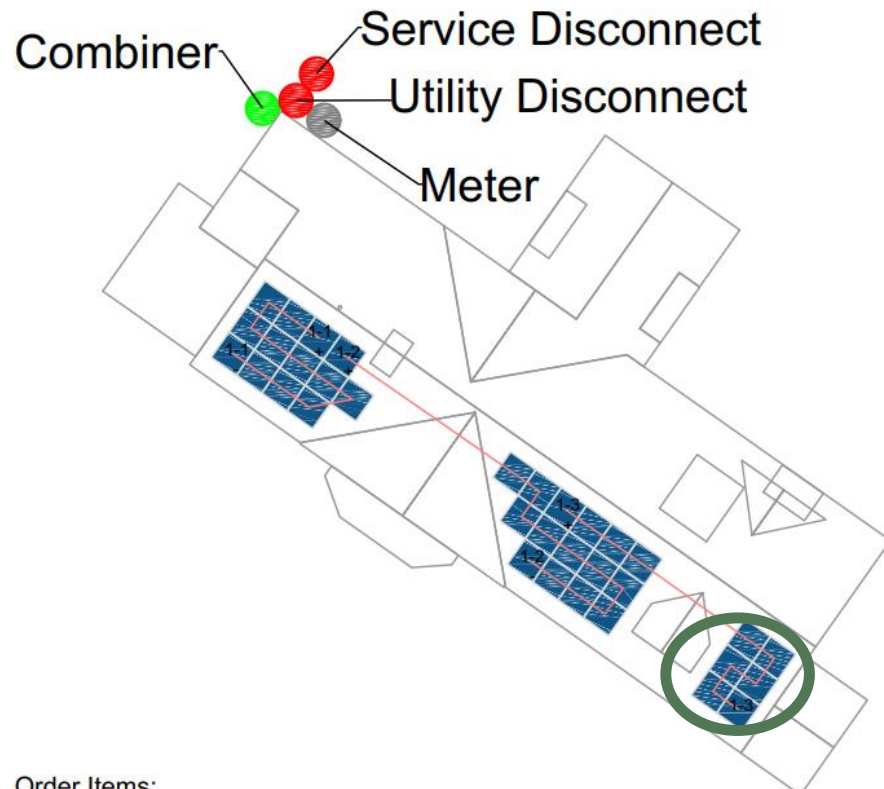 Service Disconnect
Combiner
Utility Disconnect
Meter
1-1
1-2
1-1
1-3
1-2
1-3
Order Items: